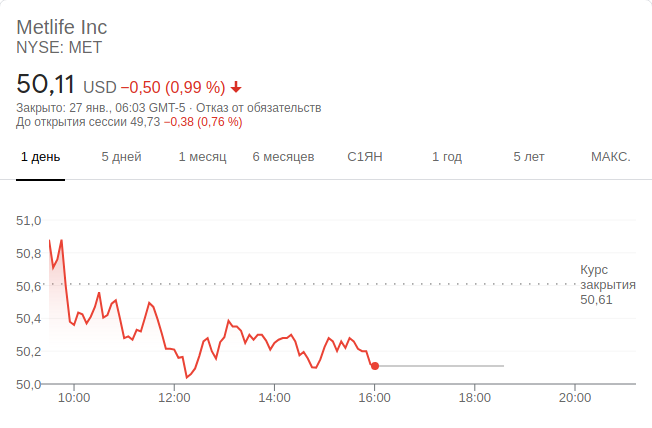 Metlife Inc
NYSE: MET
50,11 USD −0,50 (0,99 %)
Закрыто: 27 янв., 06:03 GMT-5 · Отказ от обязательств
До открытия сессии 49,73 −0,38 (0,76 %)
1 день 5 дней 1 месяц 6 месяцев С1ЯН 1 год 5 лет МАКС.
51,0
50,8
50,6
50,4
50,2
50,0
Курс
закрытия
50,61
10:00 12:00 14:00 16:00 18:00 20:00